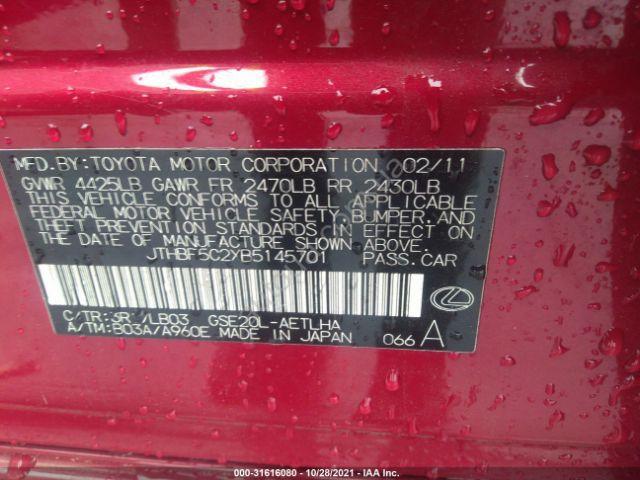 MFD.BY:TOYOTA MOTOR CORPORATION 02/11
GVWR 4425LB GAWR FR 2470LB RR 2430LB
THIS VEHICLE CONFORMS TO ALL APPLICABLE
FEDERAL MOTOR VEHICLE SAFETY, BUMPER, AND
THEFT PREVENTION STANDARDS IN EFFECT ON
THE DATE OF MANUFACTURE SHOWN ABOVE.
JTHBF5C2YB5145701 PASS.CAR
C/TR:3R /LB03 GSE20L-AETLHA
A/TM:B03A/A960E MADE IN JAPAN 066 A
000-31616080 | 10/28/2021 | IAA Inc.